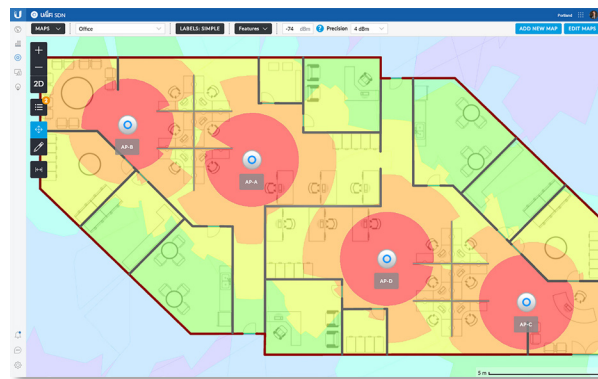 U UniFi SDN Portland
MAPS Office LABELS: SIMPLE Features -74 dBm ? Precision 4 dBm ADD NEW MAP EDIT MAPS
2D
AP-B
AP-A
AP-D
AP-C
5 m